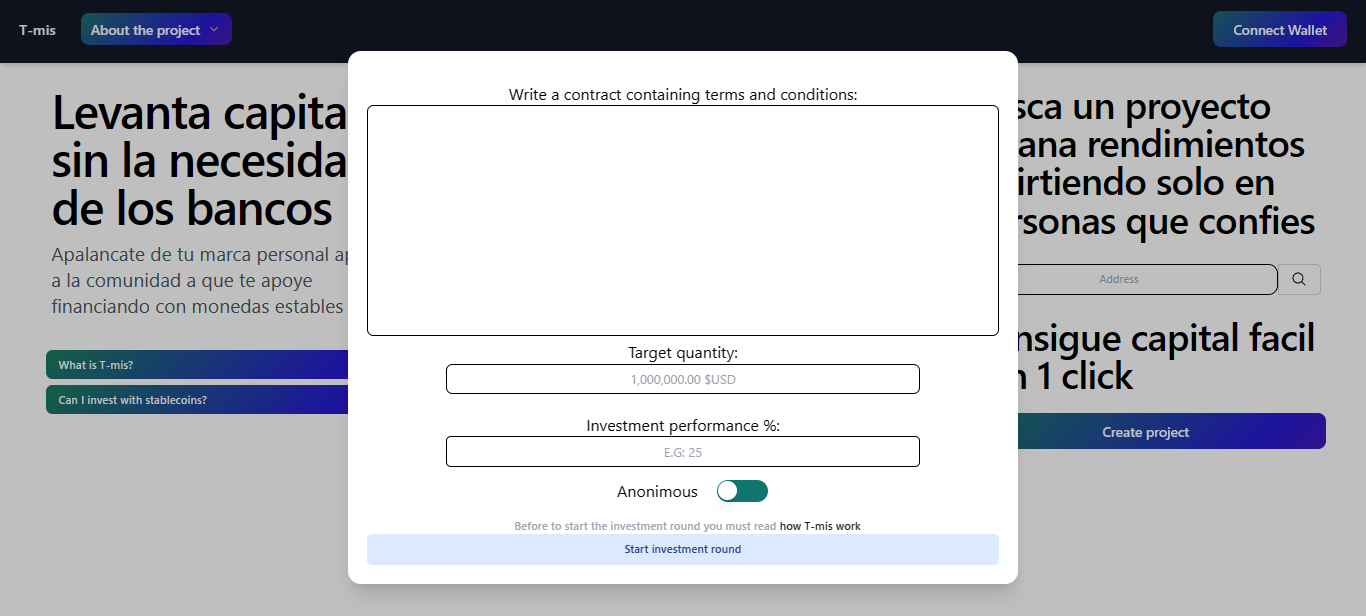 T-mis
About the project
Connect Wallet
Levanta capita
sin la necesida
de los bancos
Apalancate de tu marca personal ap
a la comunidad a que te apoye
financiando con monedas estables
What is T-mis?
Can I invest with stablecoins?
Write a contract containing terms and conditions:
Target quantity:
1,000,000.00 $USD
Investment performance %:
E.G: 25
Anonimous
Before to start the investment round you must read how T-mis work
Start investment round
sca un proyecto
ana rendimientos
irtiendo solo en
rsonas que confies
Address
nsigue capital facil
n 1 click
Create project